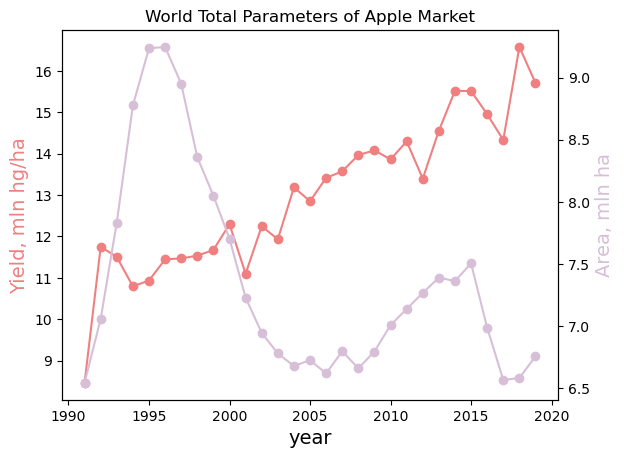 World Total Parameters of Apple Market
Yield, mln hg/ha
16
15
14
13
12
11
10
9
9.0
8.5
8.0
7.5
7.0
6.5
Area, mln ha
1990 1995 2000 2005 2010 2015 2020
year